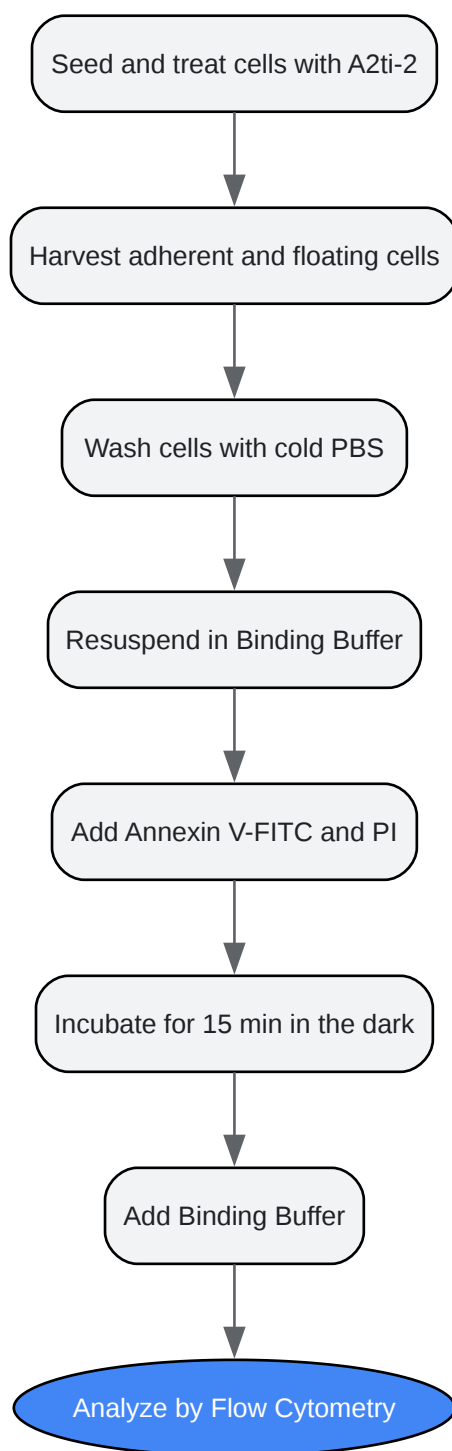 Seed and treat cells with A2ti-2
Harvest adherent and floating cells
Wash cells with cold PBS
Resuspend in Binding Buffer
Add Annexin V-FITC and PI
Incubate for 15 min in the dark
Add Binding Buffer
Analyze by Flow Cytometry